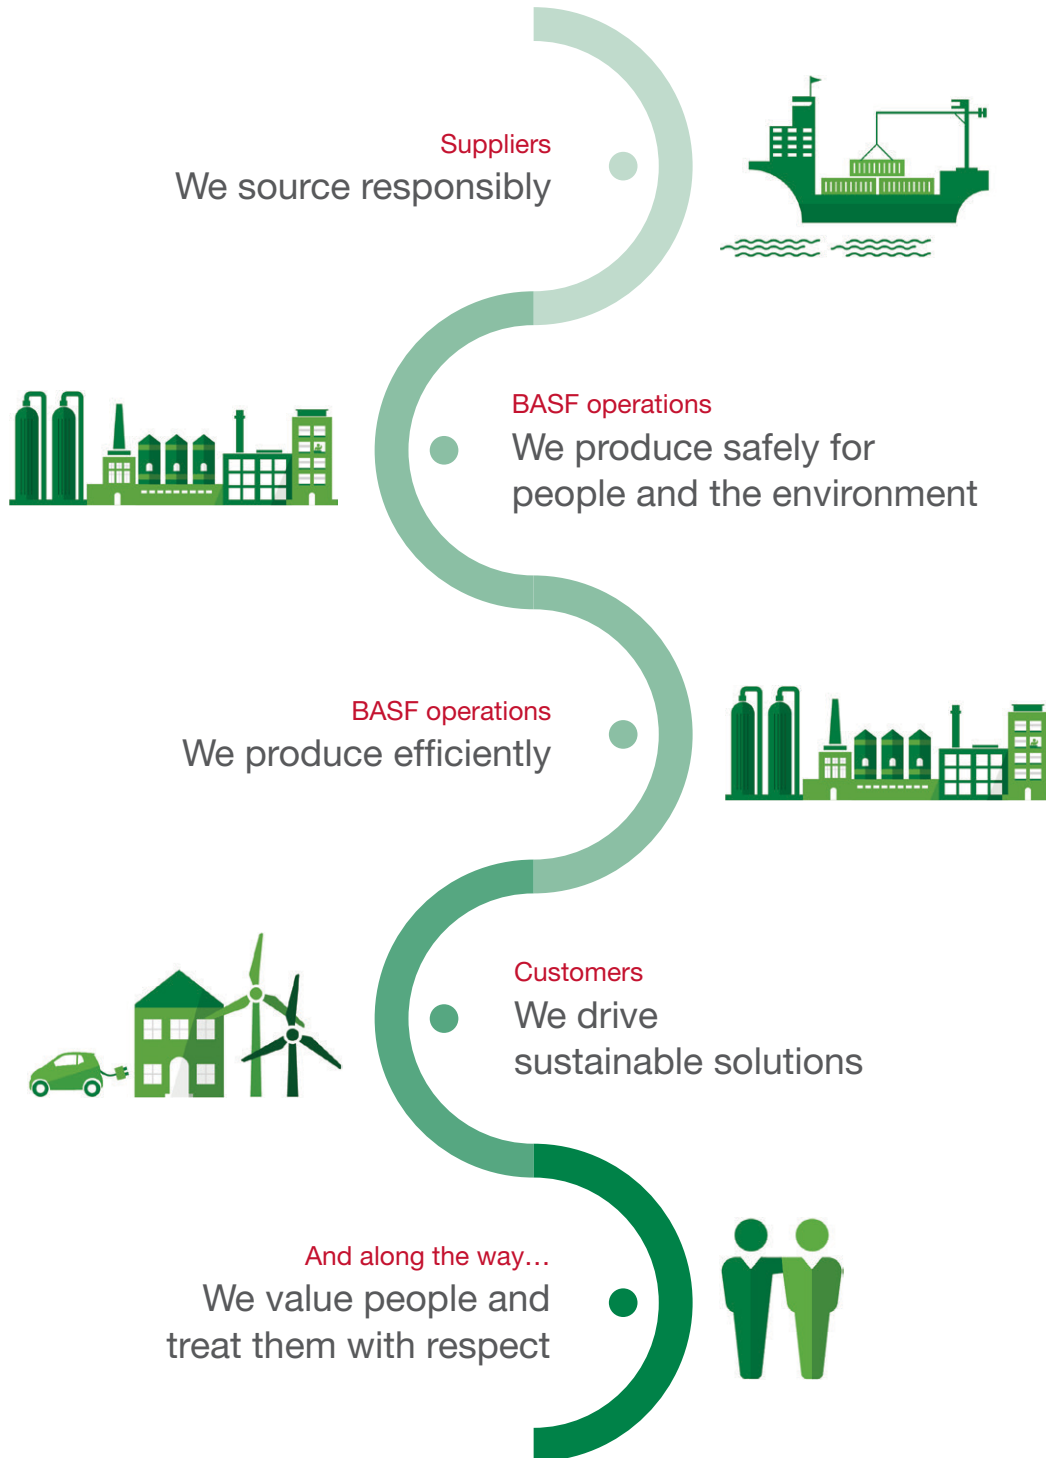 Suppliers
We source responsibly
BASF operations
We produce safely for
people and the environment
BASF operations
We produce efficiently
Customers
We drive
sustainable solutions
And along the way…
We value people and
treat them with respect